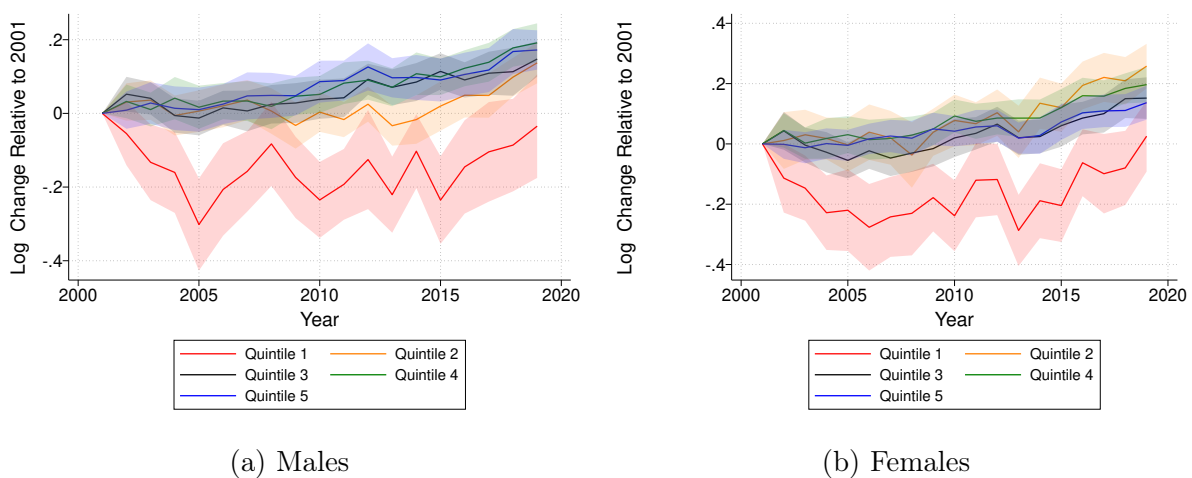 Log Change Relative to 2001
.2
0
-.2
-.4
2000 2005 2010 2015 2020
Year
Quintile 1 Quintile 2
Quintile 3 Quintile 4
Quintile 5
(a) Males
Log Change Relative to 2001
.4
.2
0
-.2
-.4
2000 2005 2010 2015 2020
Year
Quintile 1 Quintile 2
Quintile 3 Quintile 4
Quintile 5
(b) Females